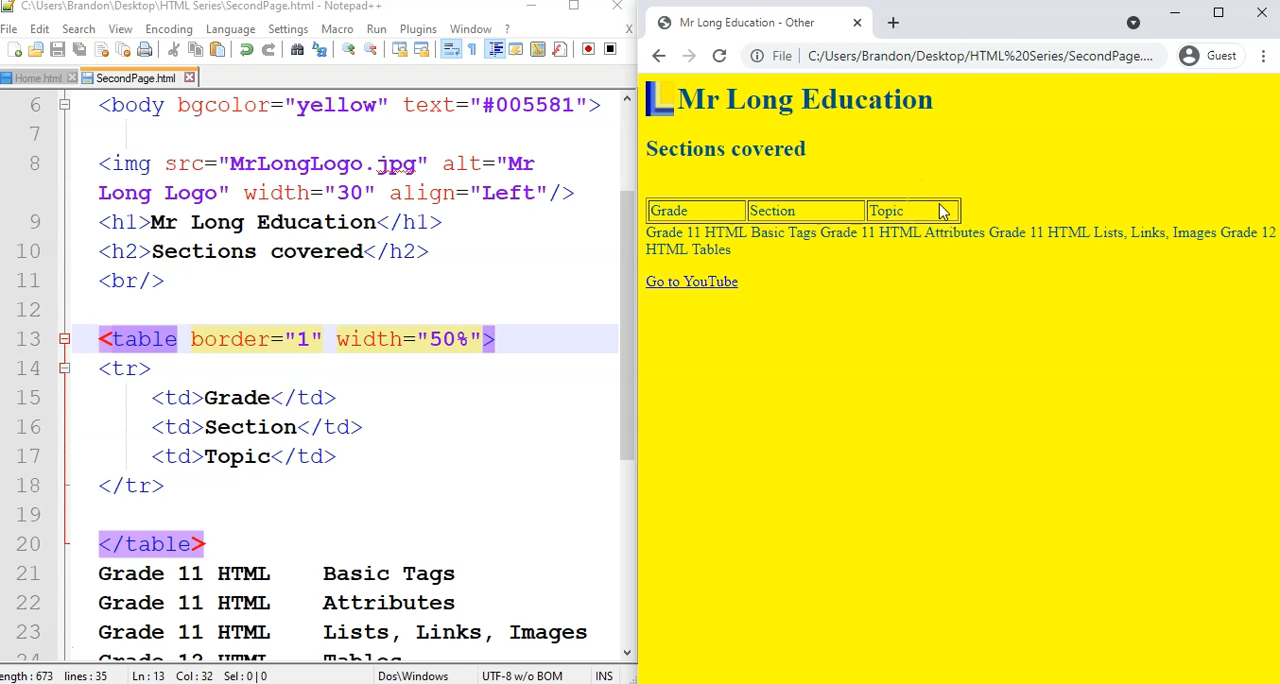 C:\Users\Brandon\Desktop\HTML Series\SecondPage.html - Notepad++
File Edit Search View Encoding Language Settings Macro Run Plugins Window ? X
Home.html SecondPage.html
6 <body bgcolor="yellow" text="#005581">
7
8 <img src="MrLongLogo.jpg" alt="Mr
Long Logo" width="30" align="Left"/>
9 <h1>Mr Long Education</h1>
10 <h2>Sections covered</h2>
11 <br/>
12
13 <table border="1" width="50%">
14 <tr>
15 <td>Grade</td>
16 <td>Section</td>
17 <td>Topic</td>
18 </tr>
19
20 </table>
21 Grade 11 HTML Basic Tags
22 Grade 11 HTML Attributes
23 Grade 11 HTML Lists, Links, Images
24 Grade 12 HTML Tables
ength : 673 lines : 35 Ln : 13 Col : 32 Sel : 0 | 0 Dos\Windows UTF-8 w/o BOM INS
Mr Long Education - Other
File C:/Users/Brandon/Desktop/HTML%20Series/SecondPage.... Guest
Mr Long Education
Sections covered
Grade Section Topic
Grade 11 HTML Basic Tags Grade 11 HTML Attributes Grade 11 HTML Lists, Links, Images Grade 12
HTML Tables
Go to YouTube